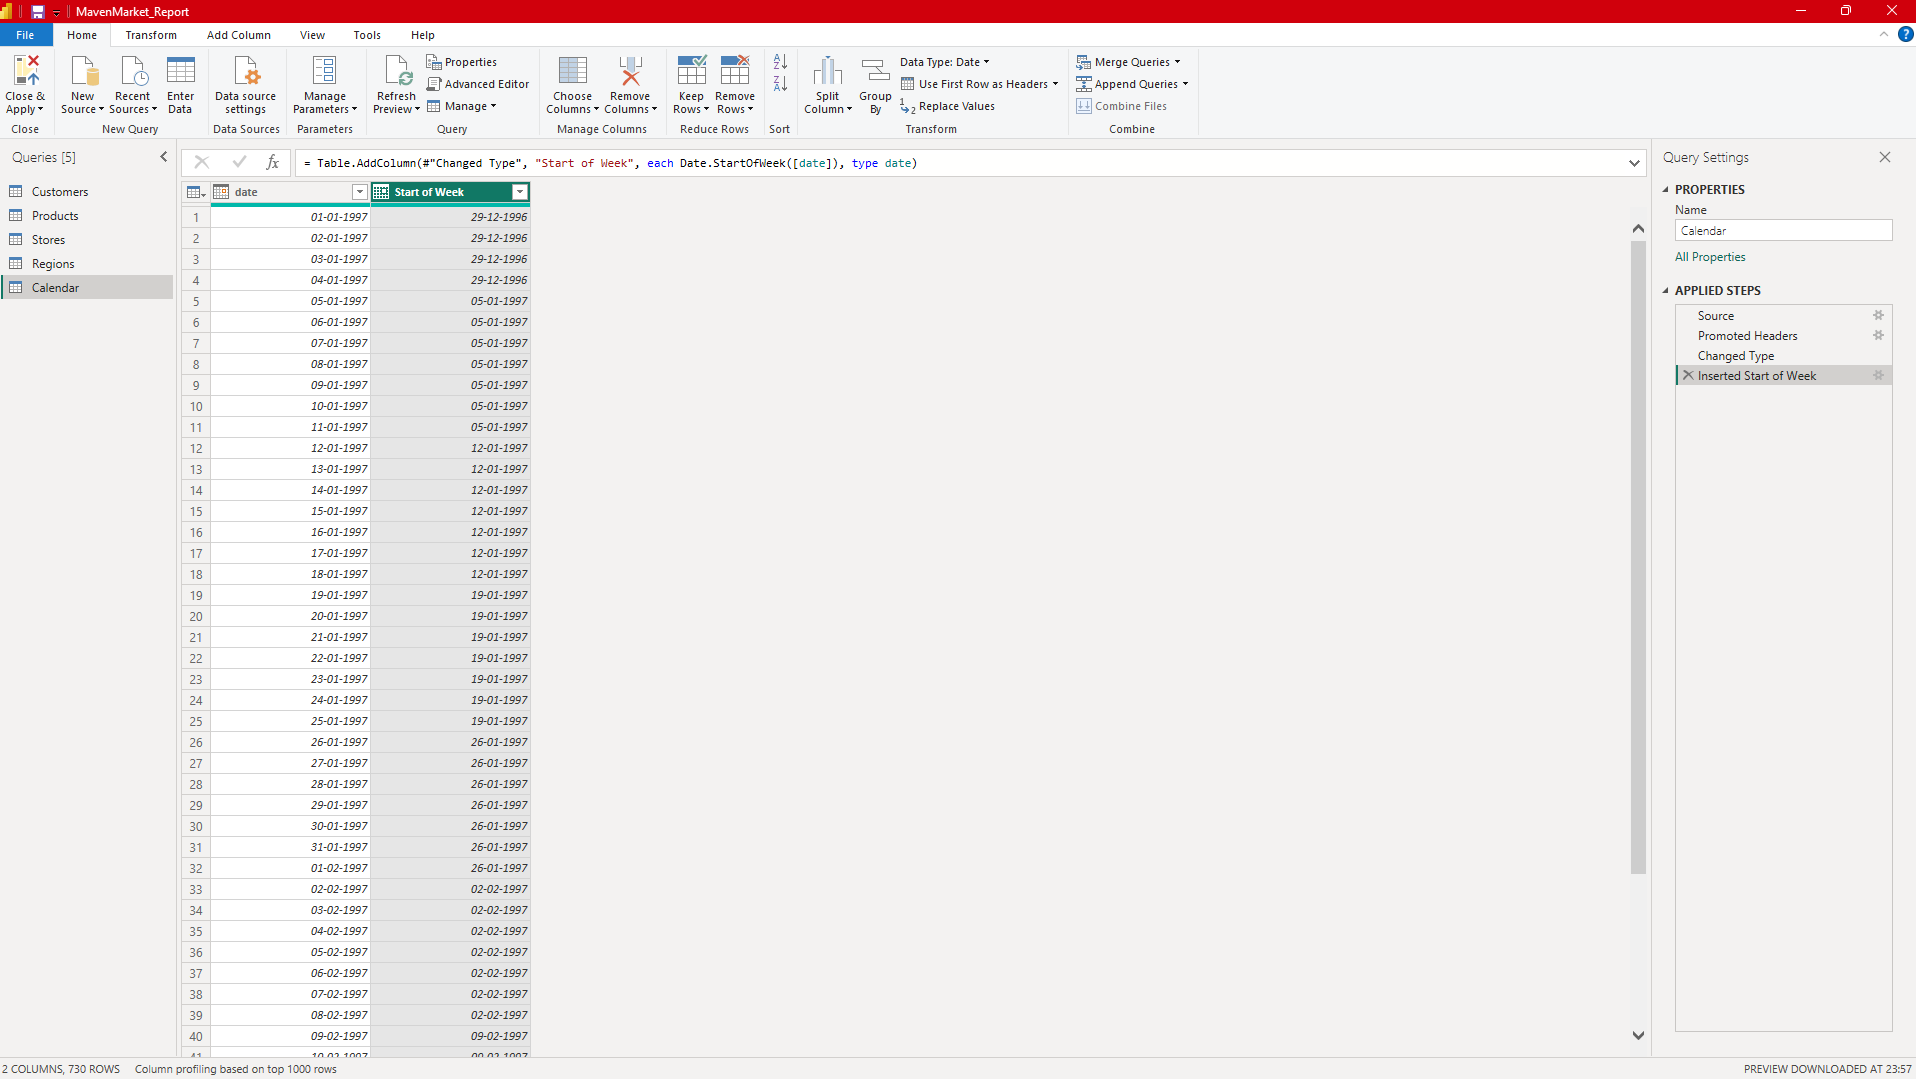 MavenMarket_Report
File Home Transform Add Column View Tools Help
Close & Apply
New Source
Recent Sources
Enter Data
Data source settings
Manage Parameters
Refresh Preview
Properties
Advanced Editor
Manage
Choose Columns
Remove Columns
Keep Rows
Remove Rows
Split Column
Group By
Data Type: Date
Use First Row as Headers
Replace Values
Merge Queries
Append Queries
Combine Files
Close New Query Data Sources Parameters Query Manage Columns Reduce Rows Sort Transform Combine
Queries [5]
Customers
Products
Stores
Regions
Calendar
fx = Table.AddColumn(#"Changed Type", "Start of Week", each Date.StartOfWeek([date]), type date)
date Start of Week
1 01-01-1997 29-12-1996
2 02-01-1997 29-12-1996
3 03-01-1997 29-12-1996
4 04-01-1997 29-12-1996
5 05-01-1997 05-01-1997
6 06-01-1997 05-01-1997
7 07-01-1997 05-01-1997
8 08-01-1997 05-01-1997
9 09-01-1997 05-01-1997
10 10-01-1997 05-01-1997
11 11-01-1997 05-01-1997
12 12-01-1997 12-01-1997
13 13-01-1997 12-01-1997
14 14-01-1997 12-01-1997
15 15-01-1997 12-01-1997
16 16-01-1997 12-01-1997
17 17-01-1997 12-01-1997
18 18-01-1997 12-01-1997
19 19-01-1997 19-01-1997
20 20-01-1997 19-01-1997
21 21-01-1997 19-01-1997
22 22-01-1997 19-01-1997
23 23-01-1997 19-01-1997
24 24-01-1997 19-01-1997
25 25-01-1997 19-01-1997
26 26-01-1997 26-01-1997
27 27-01-1997 26-01-1997
28 28-01-1997 26-01-1997
29 29-01-1997 26-01-1997
30 30-01-1997 26-01-1997
31 31-01-1997 26-01-1997
32 01-02-1997 26-01-1997
33 02-02-1997 02-02-1997
34 03-02-1997 02-02-1997
35 04-02-1997 02-02-1997
36 05-02-1997 02-02-1997
37 06-02-1997 02-02-1997
38 07-02-1997 02-02-1997
39 08-02-1997 02-02-1997
40 09-02-1997 09-02-1997
41 10-02-1997 09-02-1997
Query Settings
PROPERTIES
Name
Calendar
All Properties
APPLIED STEPS
Source
Promoted Headers
Changed Type
Inserted Start of Week
2 COLUMNS, 730 ROWS Column profiling based on top 1000 rows
PREVIEW DOWNLOADED AT 23:57